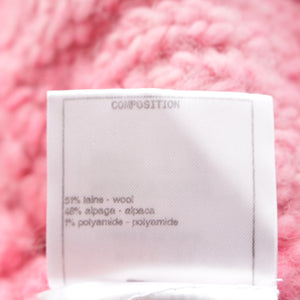 COMPOSITION
51% laine - wool
48% alpaga - alpaca
1% polyamide - polyamide